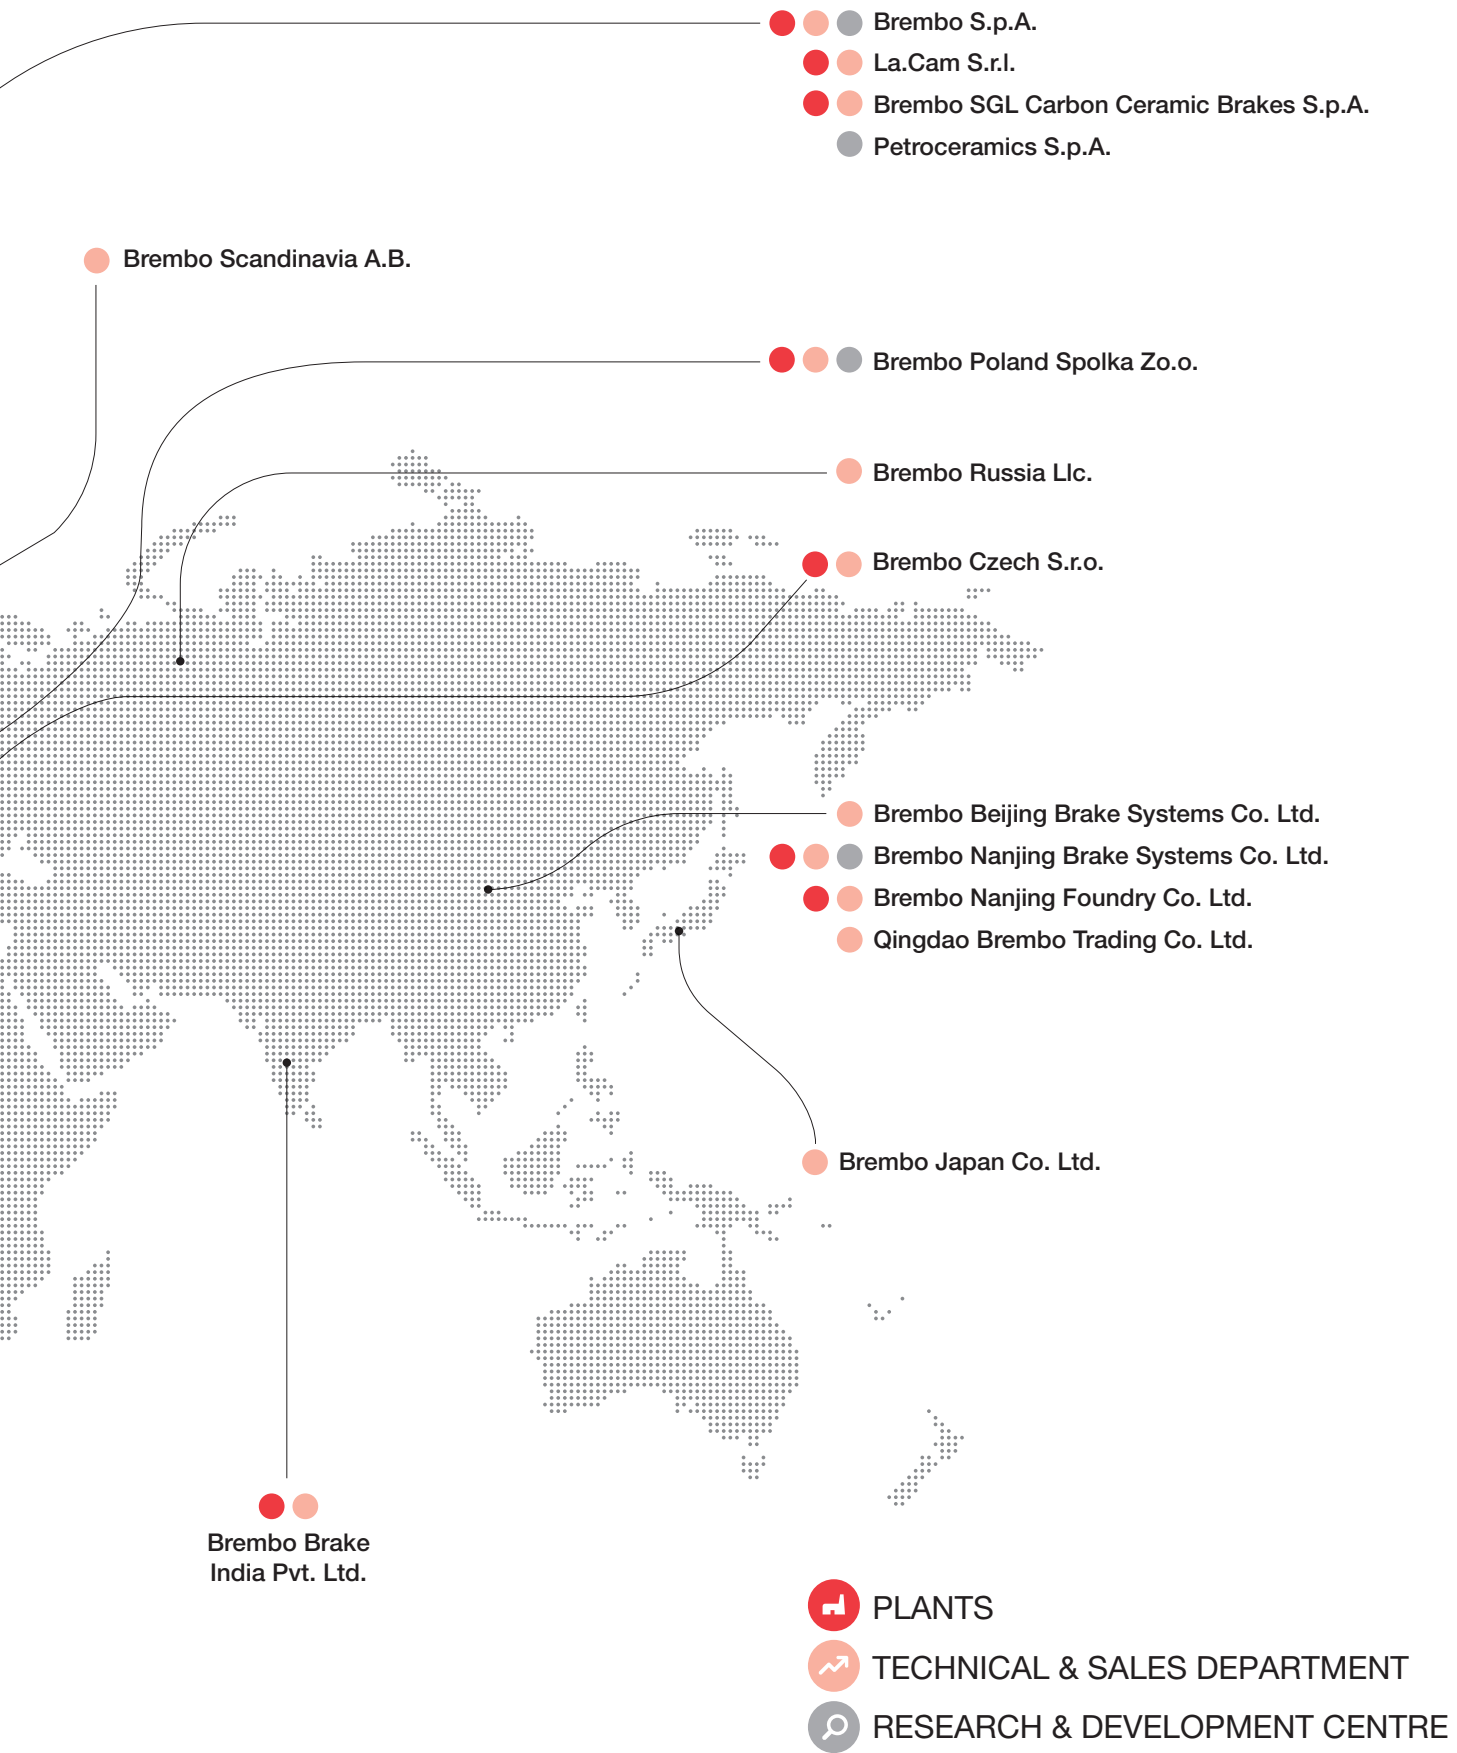 Brembo S.p.A.
La.Cam S.r.l.
Brembo SGL Carbon Ceramic Brakes S.p.A.
Petroceramics S.p.A.
Brembo Scandinavia A.B.
Brembo Poland Spolka Zo.o.
Brembo Russia Llc.
Brembo Czech S.r.o.
Brembo Beijing Brake Systems Co. Ltd.
Brembo Nanjing Brake Systems Co. Ltd.
Brembo Nanjing Foundry Co. Ltd.
Qingdao Brembo Trading Co. Ltd.
Brembo Japan Co. Ltd.
Brembo Brake
India Pvt. Ltd.
PLANTS
TECHNICAL & SALES DEPARTMENT
RESEARCH & DEVELOPMENT CENTRE